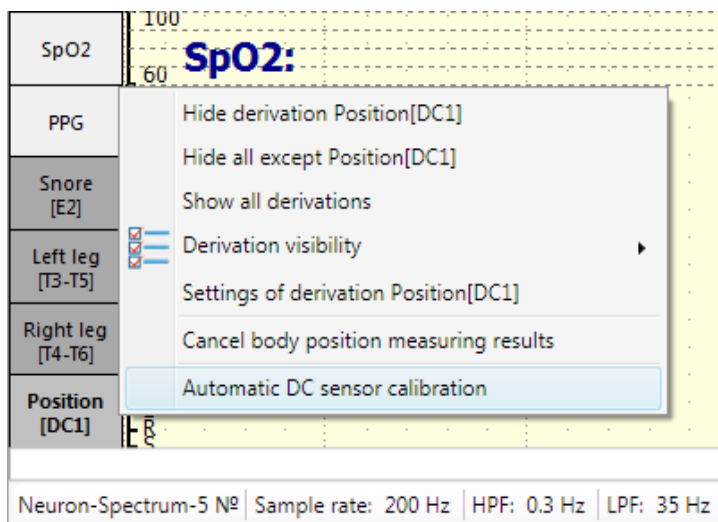 100
SpO2
SpO2:
60
PPG
Hide derivation Position[DC1]
Hide all except Position[DC1]
Snore
[E2]
Show all derivations
Derivation visibility
Left leg
[T3-T5]
Settings of derivation Position[DC1]
Right leg
[T4-T6]
Cancel body position measuring results
Automatic DC sensor calibration
Position
[DC1]
Neuron-Spectrum-5 № Sample rate: 200 Hz HPF: 0.3 Hz LPF: 35 Hz